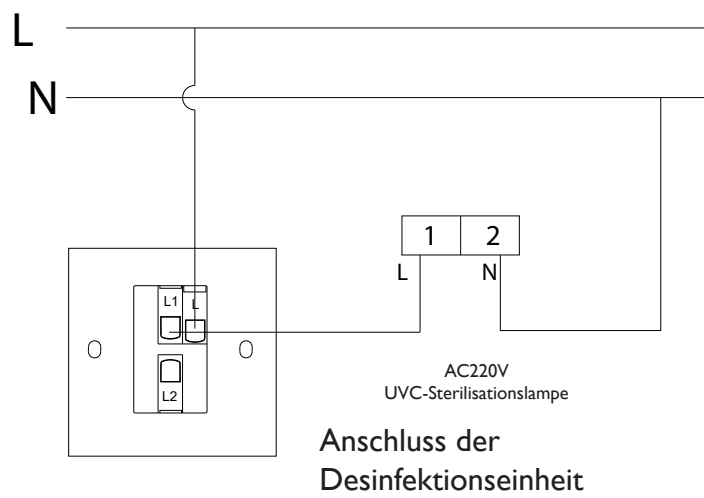 L
N
1 2
L N
L1 L
L2
AC220V
UVC-Sterilisationslampe
Anschluss der
Desinfektionseinheit